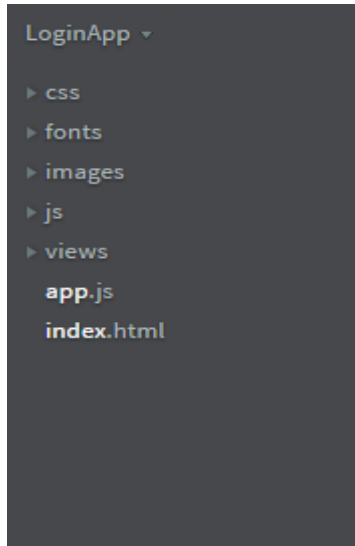 LoginApp
css
fonts
images
js
views
app.js
index.html